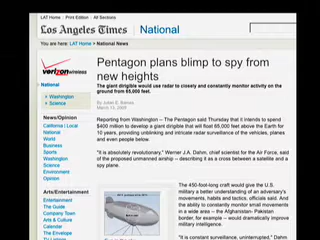 LAT Home | Print Edition | All Sections
Los Angeles Times
National
You are here: LAT Home > National News
verizon wireless
National
Washington
Science
News/Opinion
California | Local
National
World
Business
Sports
Washington
Science
Environment
Opinion
Arts/Entertainment
Entertainment
The Guide
Company Town
Arts & Culture
Calendar
The Envelope
Pentagon plans blimp to spy from
new heights
The giant dirigible would use radar to closely and constantly monitor activity on
the ground from 65,000 feet.
By Julian E. Barnes
March 13, 2009
Reporting from Washington -- The Pentagon said Thursday that it intends to spend
$400 million to develop a giant dirigible that will float 65,000 feet above the Earth for
10 years, providing unblinking and intricate radar surveillance of the vehicles, planes
and even people below.
"It is absolutely revolutionary," Werner J.A. Dahm, chief scientist for the Air Force, said
of the proposed unmanned airship -- describing it as a cross between a satellite and a
spy plane.
The 450-foot-long craft would give the U.S.
military a better understanding of an adversary's
movements, habits and tactics, officials said. And
the ability to constantly monitor small movements
in a wide area -- the Afghanistan-Pakistan
border, for example -- would dramatically improve
military intelligence.
"It is constant surveillance, uninterrupted," Dahm